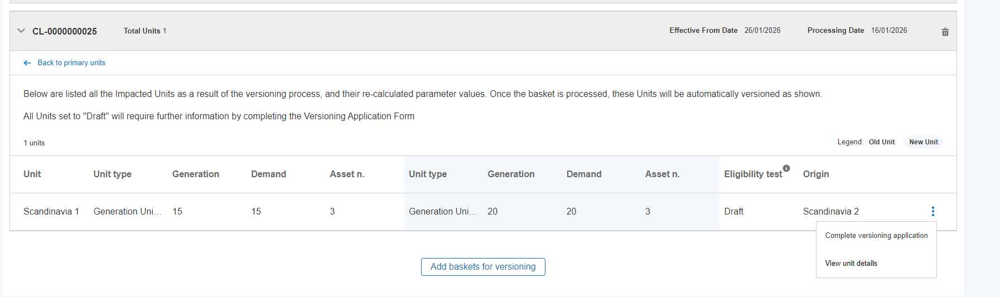 CL-0000000025 Total Units 1 Effective From Date 26/01/2026 Processing Date 16/01/2026
Back to primary units
Below are listed all the Impacted Units as a result of the versioning process, and their re-calculated parameter values. Once the basket is processed, these Units will be automatically versioned as shown.
All Units set to "Draft" will require further information by completing the Versioning Application Form
1 units Legend: Old Unit New Unit
Unit Unit type Generation Demand Asset n. Unit type Generation Demand Asset n. Eligibility test Origin
Scandinavia 1 Generation Uni... 15 15 3 Generation Uni... 20 20 3 Draft Scandinavia 2
Complete versioning application
View unit details
Add baskets for versioning